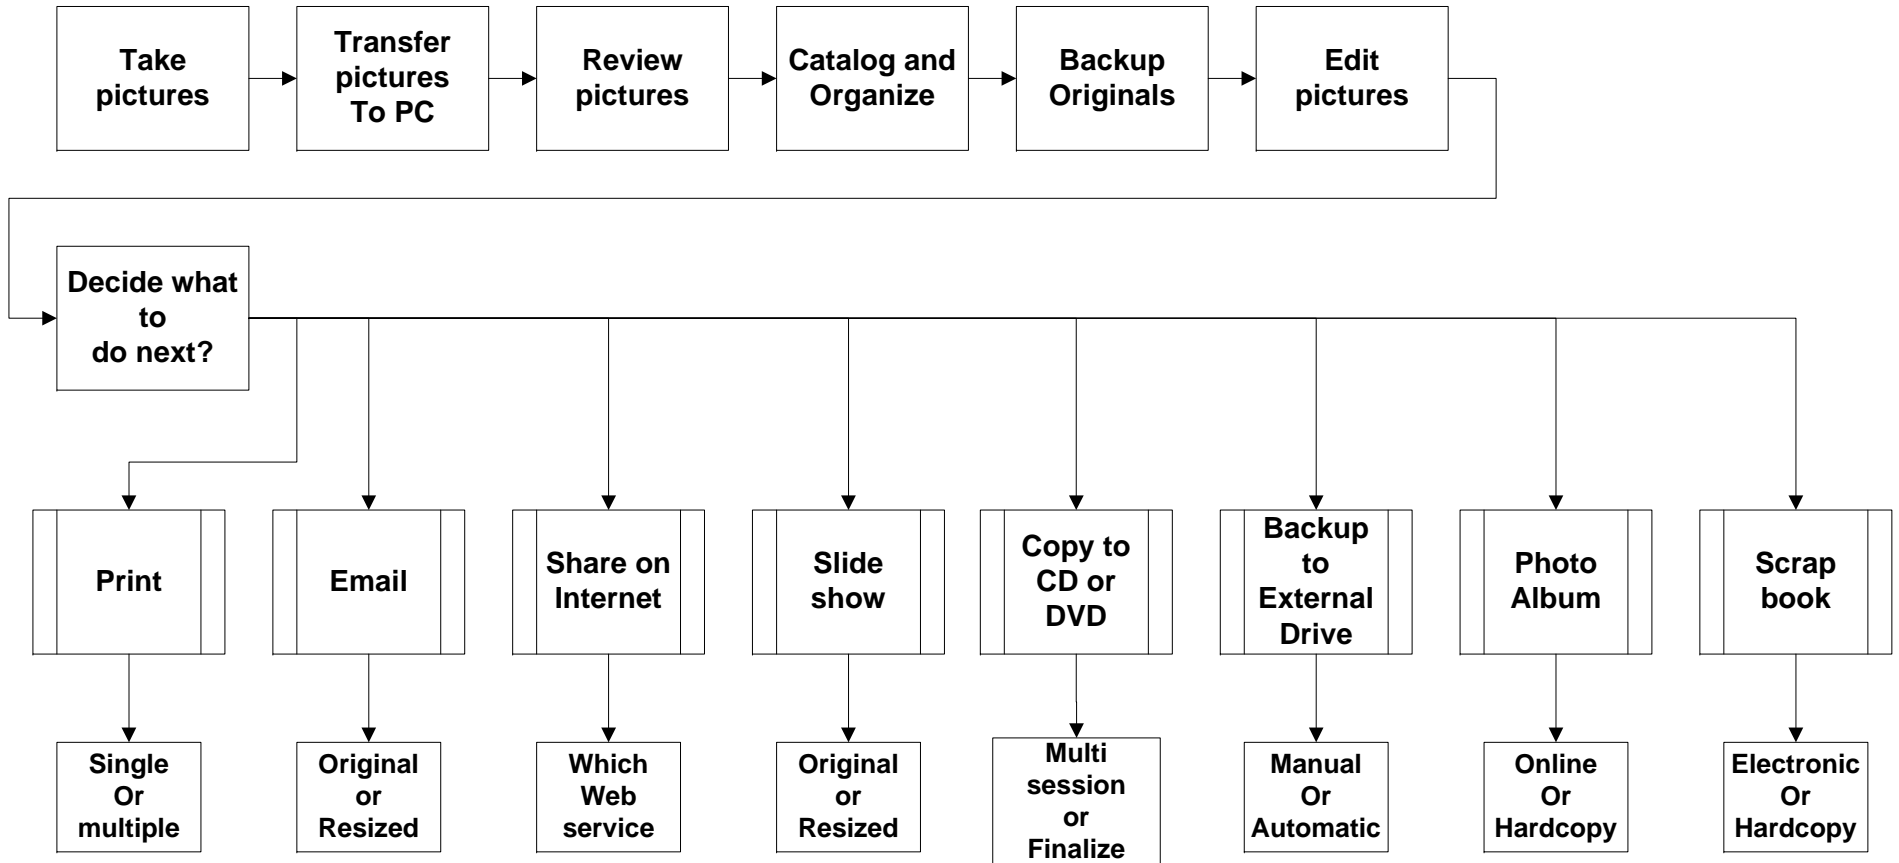 Take
pictures
Transfer
pictures
To PC
Review
pictures
Catalog and
Organize
Backup
Originals
Edit
pictures
Decide what
to
do next?
Print
Email
Share on
Internet
Slide
show
Copy to
CD or
DVD
Backup
to
External
Drive
Photo
Album
Scrap
book
Single
Or
multiple
Original
or
Resized
Which
Web
service
Original
or
Resized
Multi
session
or
Finalize
Manual
Or
Automatic
Online
Or
Hardcopy
Electronic
Or
Hardcopy